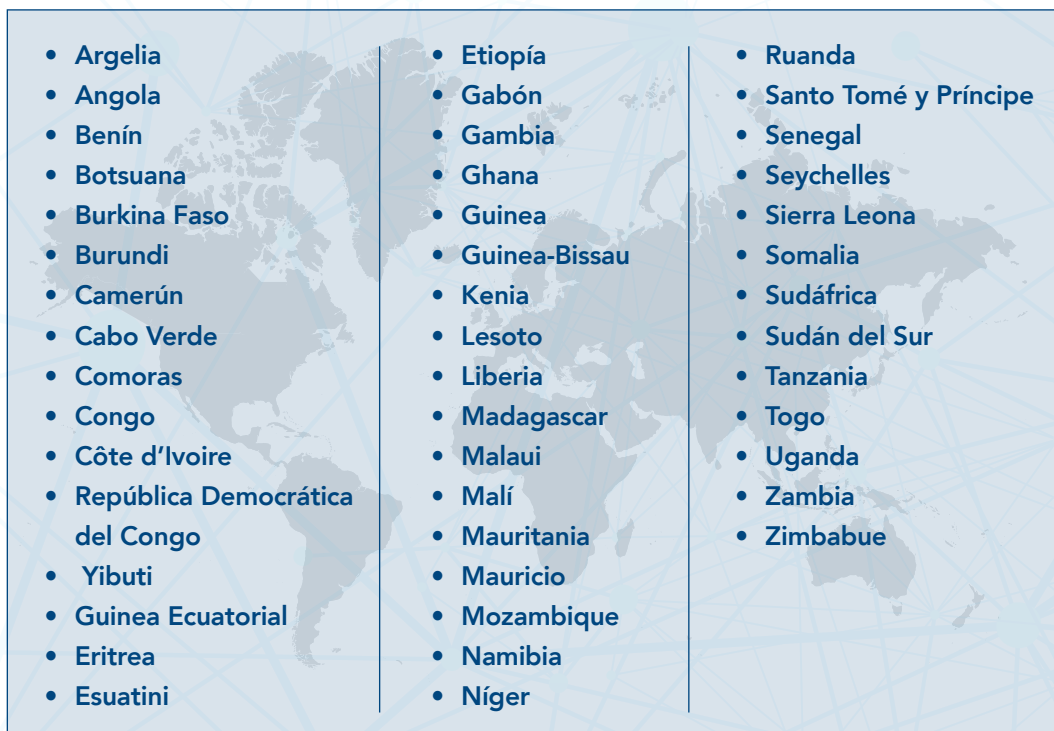 • Argelia
• Angola
• Benín
• Botsuana
• Burkina Faso
• Burundi
• Camerún
• Cabo Verde
• Comoras
• Congo
• Côte d’Ivoire
• República Democrática
del Congo
• Yibuti
• Guinea Ecuatorial
• Eritrea
• Esuatini
• Etiopía
• Gabón
• Gambia
• Ghana
• Guinea
• Guinea-Bissau
• Kenia
• Lesoto
• Liberia
• Madagascar
• Malaui
• Malí
• Mauritania
• Mauricio
• Mozambique
• Namibia
• Níger
• Ruanda
• Santo Tomé y Príncipe
• Senegal
• Seychelles
• Sierra Leona
• Somalia
• Sudáfrica
• Sudán del Sur
• Tanzania
• Togo
• Uganda
• Zambia
• Zimbabue